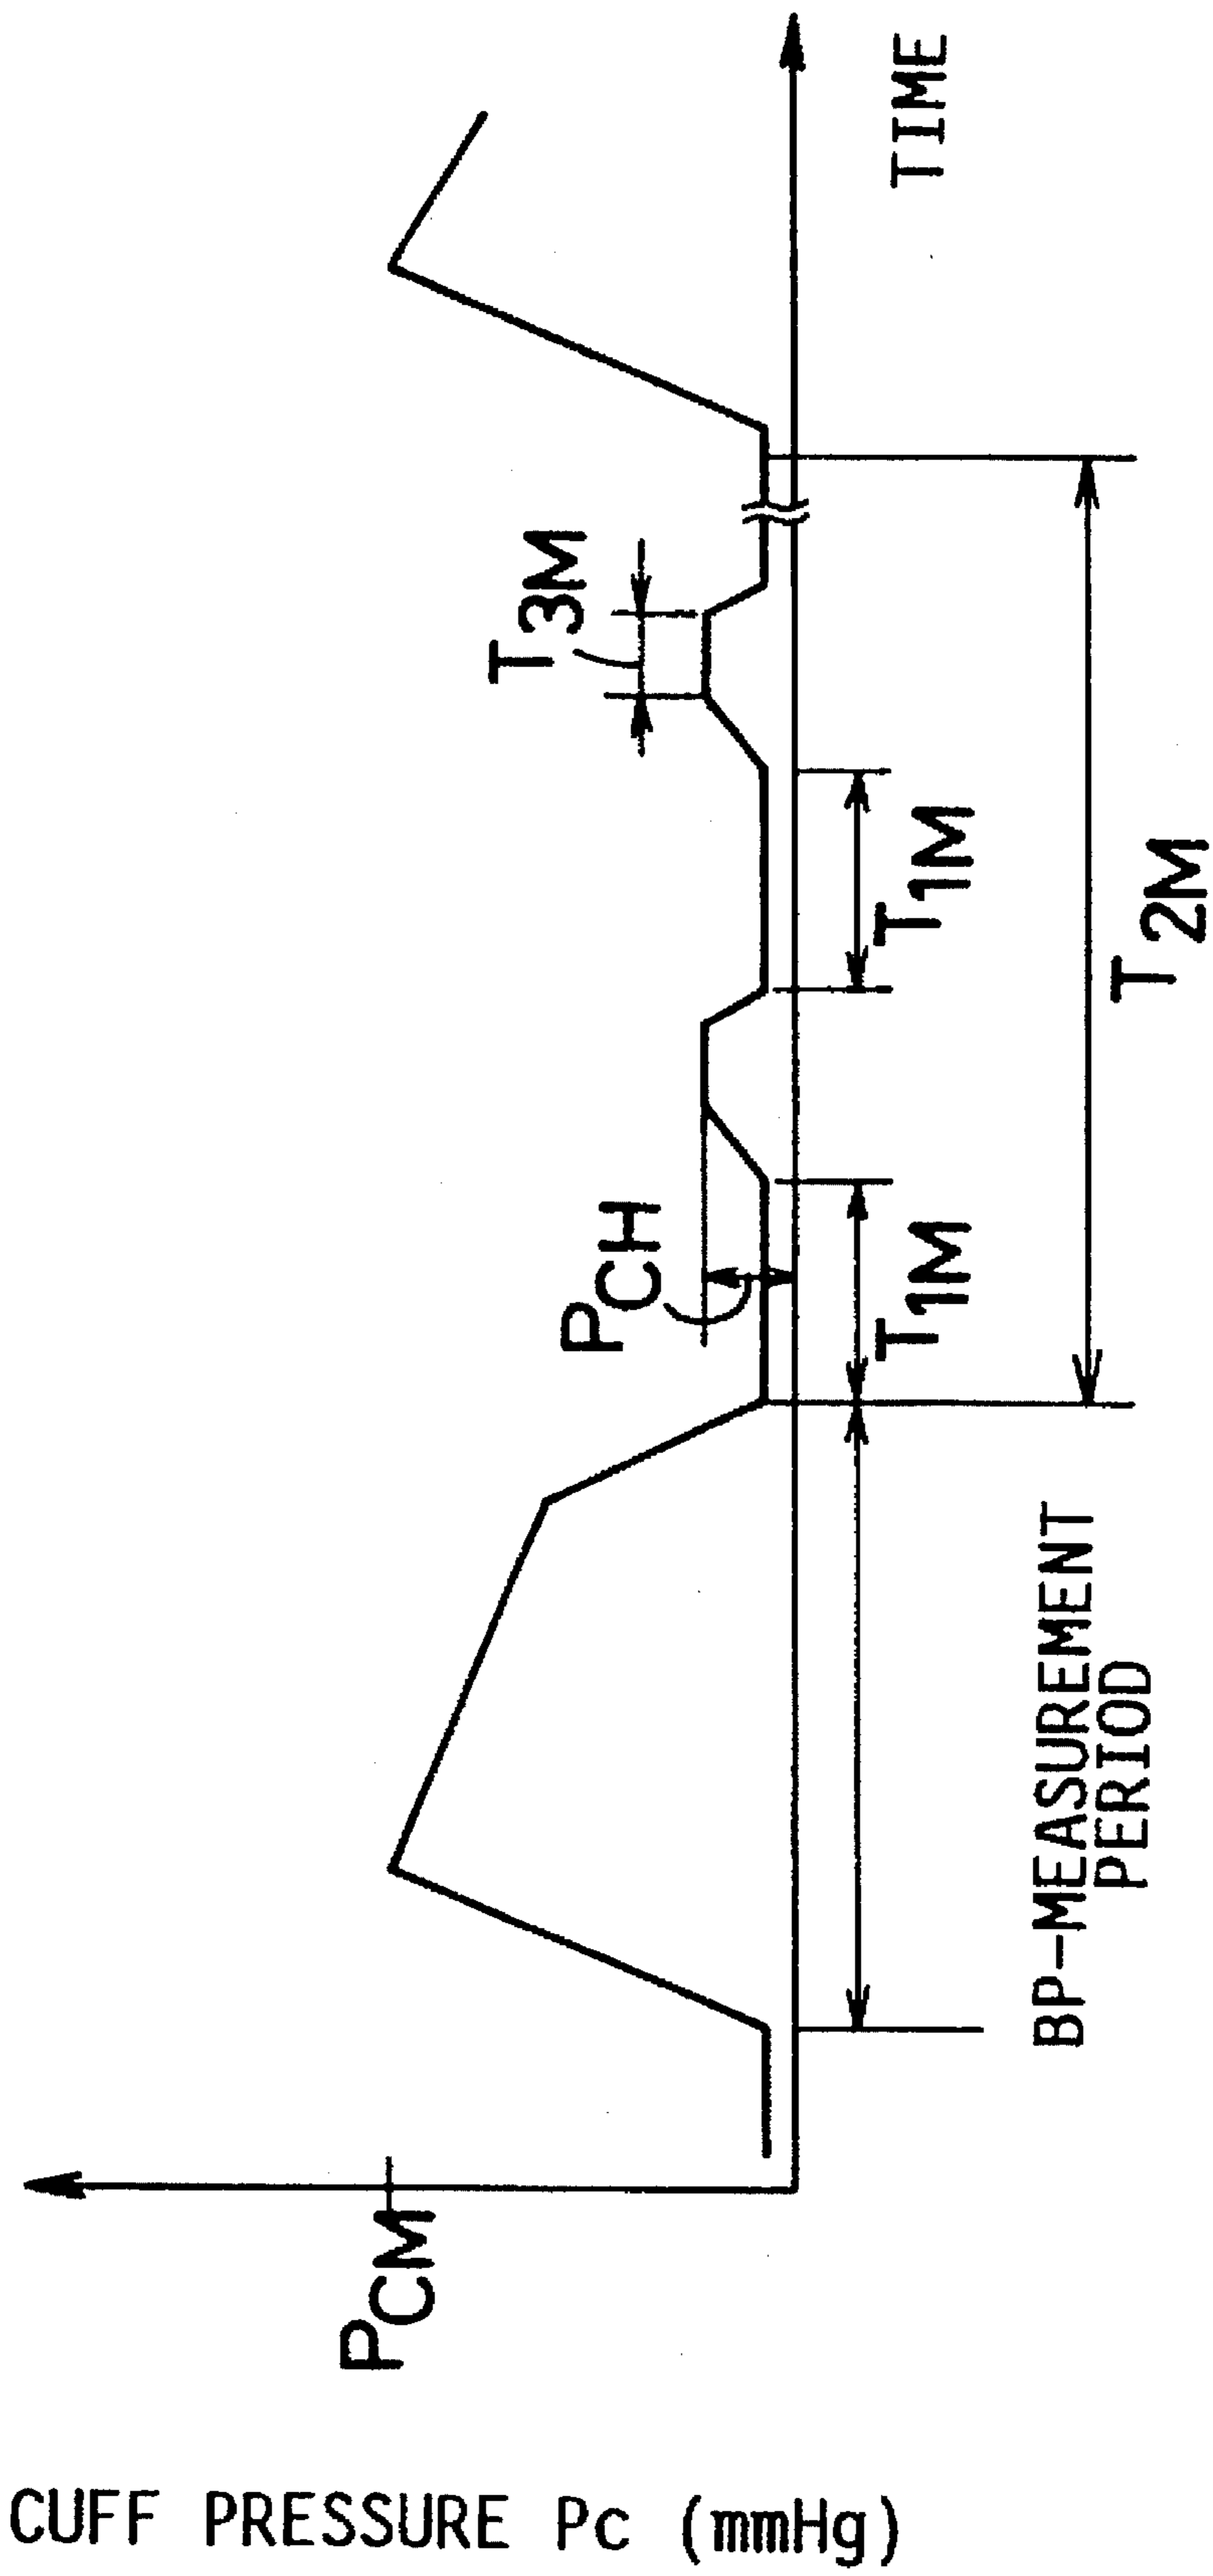 CUFF PRESSURE Pc (mmHg)
PCM
BP-MEASUREMENT
PERIOD
PCH
T1M
T1M
T3M
T2M
TIME